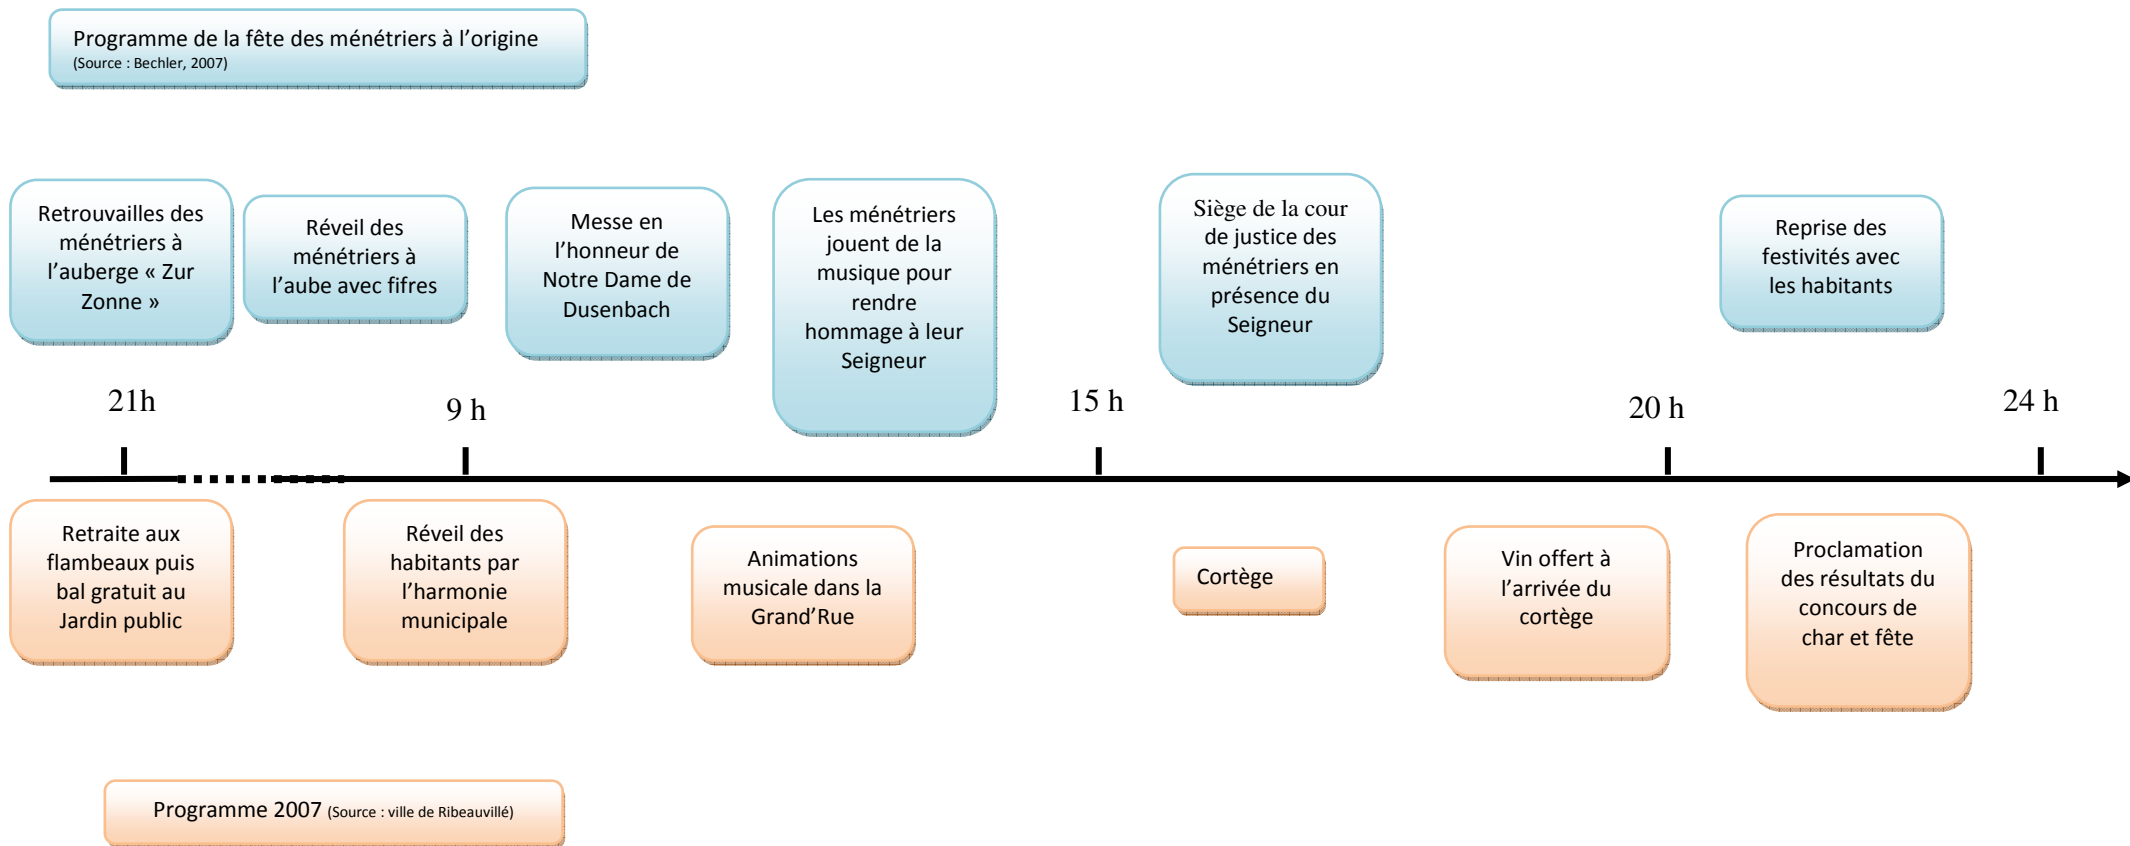 Programme de la fête des ménétriers à l’origine
(Source : Bechler, 2007)
Retrouvailles des
ménétriers à
l’auberge « Zur
Zonne »
Réveil des
ménétriers à
l’aube avec fifres
Messe en
l’honneur de
Notre Dame de
Dusenbach
Les ménétriers
jouent de la
musique pour
rendre
hommage à leur
Seigneur
Siège de la cour
de justice des
ménétriers en
présence du
Seigneur
Reprise des
festivités avec
les habitants
21h
9 h
15 h
20 h
24 h
Retraite aux
flambeaux puis
bal gratuit au
Jardin public
Réveil des
habitants par
l’harmonie
municipale
Animations
musicale dans la
Grand’Rue
Cortège
Vin offert à
l’arrivée du
cortège
Proclamation
des résultats du
concours de
char et fête
Programme 2007 (Source : ville de Ribeauvillé)